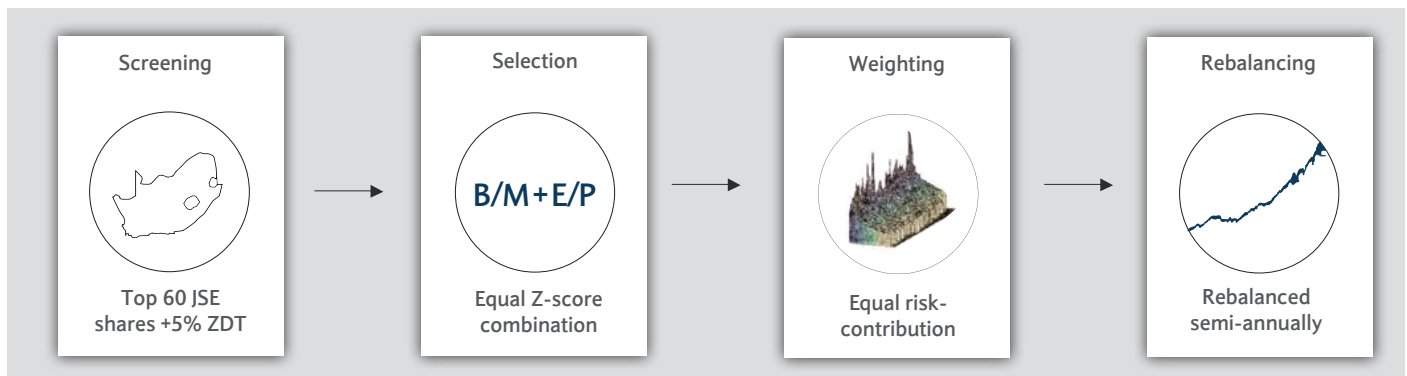 Screening
Top 60 JSE
shares +5% ZDT
Selection
B/M+E/P
Equal Z-score
combination
Weighting
Equal risk-
contribution
Rebalancing
Rebalanced
semi-annually